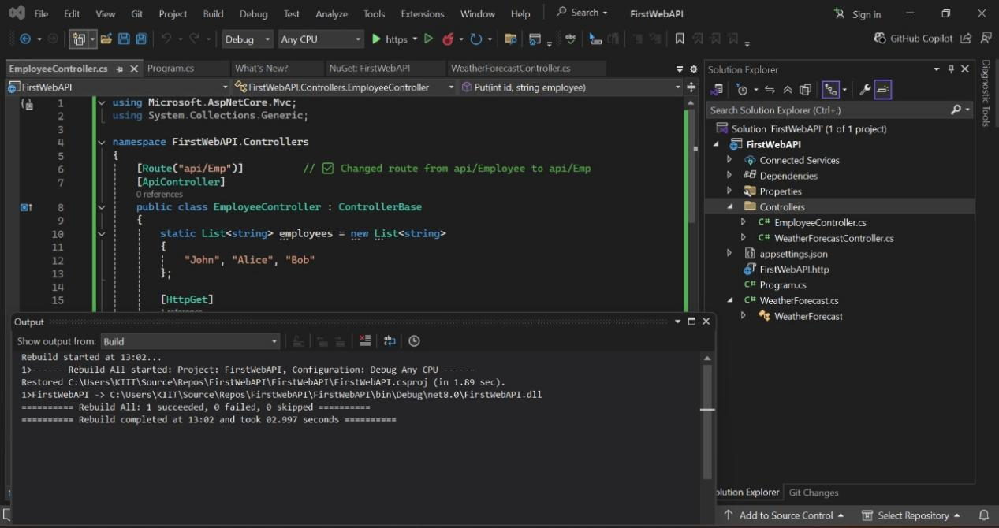 File Edit View Git Project Build Debug Test Analyze Tools Extensions Window Help Search FirstWebAPI Sign in
Debug Any CPU https GitHub Copilot
EmployeeController.cs Program.cs What's New? NuGet: FirstWebAPI WeatherForecastController.cs
FirstWebAPI FirstWebAPI.Controllers.EmployeeController Put(int id, string employee)
1 using Microsoft.AspNetCore.Mvc;
2 using System.Collections.Generic;
3
4 namespace FirstWebAPI.Controllers
5 {
6 [Route("api/Emp")] // ✅ Changed route from api/Employee to api/Emp
7 [ApiController]
0 references
8 public class EmployeeController : ControllerBase
9 {
10 static List<string> employees = new List<string>
11 {
12 "John", "Alice", "Bob"
13 };
14
15 [HttpGet]
Output
Show output from: Build
Rebuild started at 13:02...
1>------ Rebuild All started: Project: FirstWebAPI, Configuration: Debug Any CPU ------
Restored C:\Users\KIIT\Source\Repos\FirstWebAPI\FirstWebAPI\FirstWebAPI.csproj (in 1.89 sec).
1>FirstWebAPI -> C:\Users\KIIT\Source\Repos\FirstWebAPI\FirstWebAPI\bin\Debug\net8.0\FirstWebAPI.dll
========== Rebuild All: 1 succeeded, 0 failed, 0 skipped ==========
========== Rebuild completed at 13:02 and took 02.997 seconds ==========
Solution Explorer
Search Solution Explorer (Ctrl+;)
Solution 'FirstWebAPI' (1 of 1 project)
FirstWebAPI
Connected Services
Dependencies
Properties
Controllers
C# EmployeeController.cs
C# WeatherForecastController.cs
appsettings.json
FirstWebAPI.http
C# Program.cs
C# WeatherForecast.cs
WeatherForecast
olution Explorer Git Changes
Add to Source Control Select Repository
Diagnostic Tools